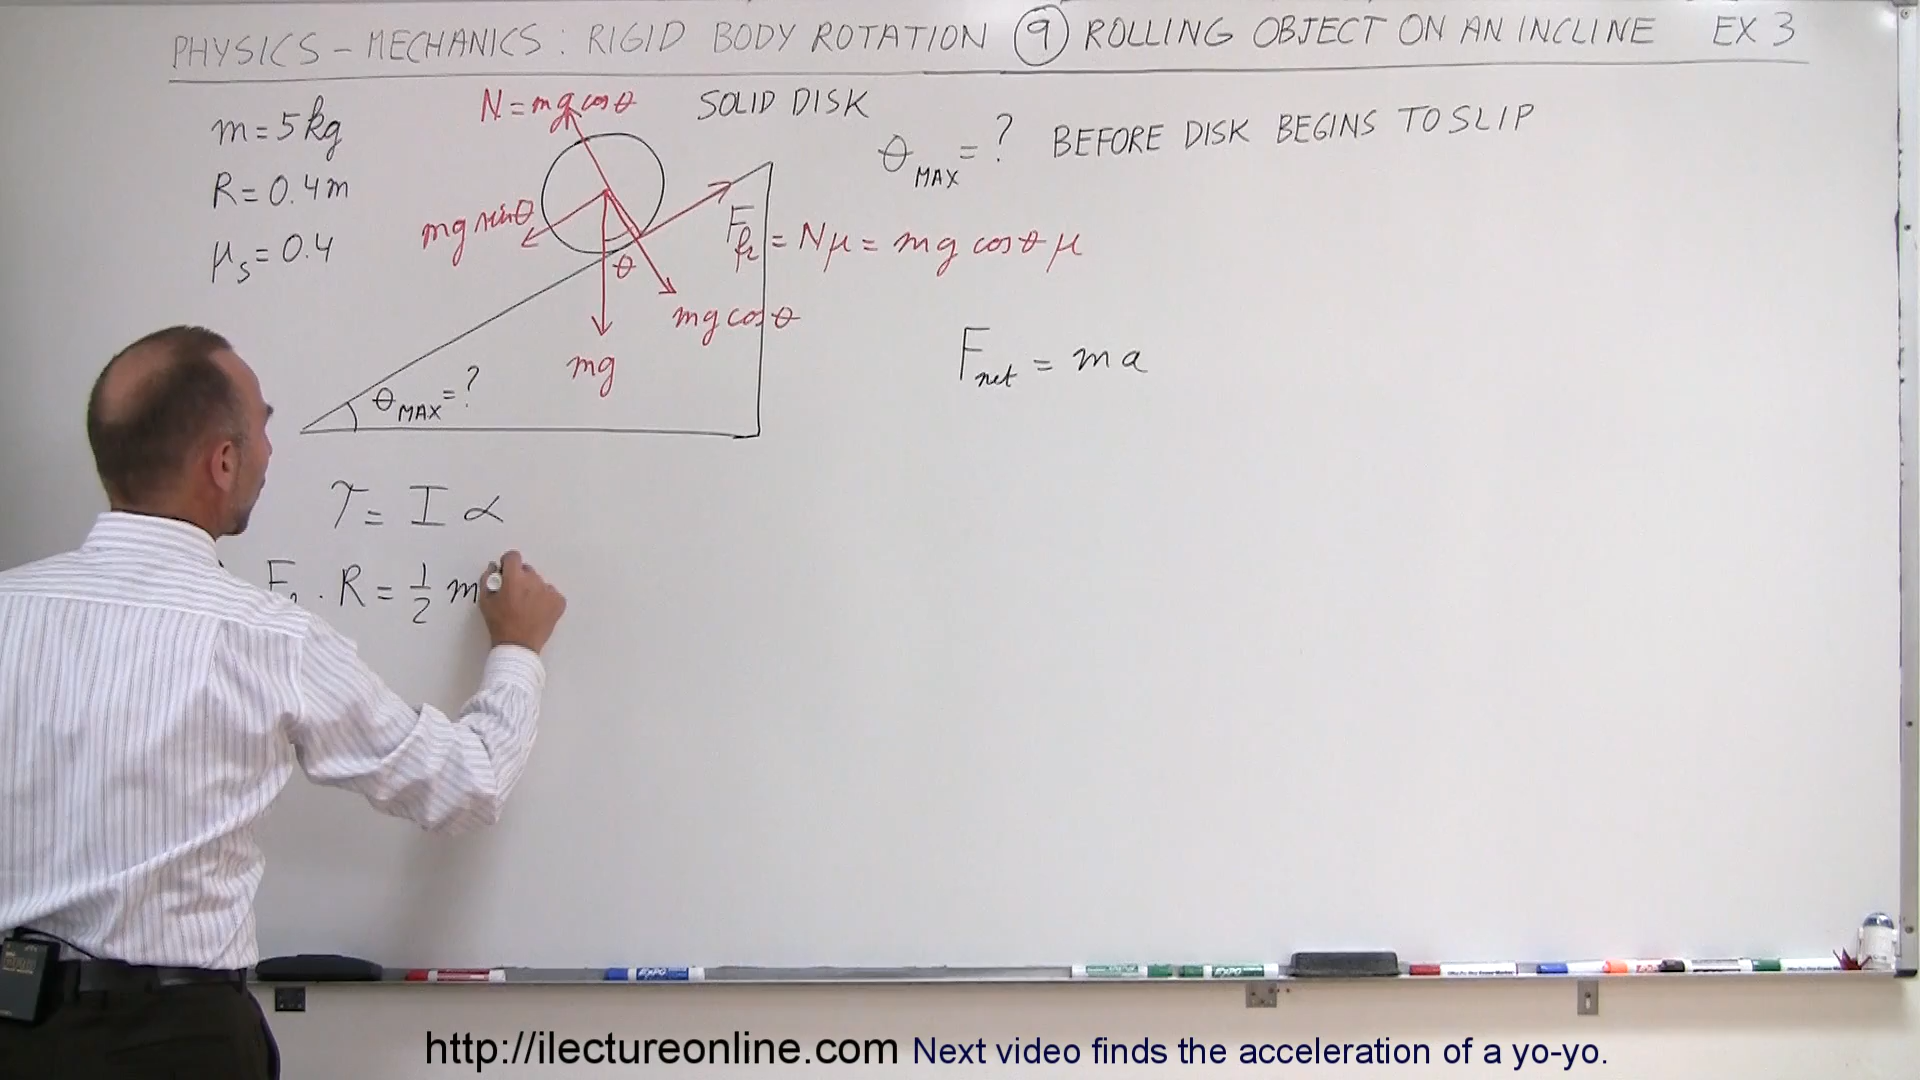 PHYSICS - MECHANICS: RIGID BODY ROTATION 9 ROLLING OBJECT ON AN INCLINE EX 3
m = 5 kg
R = 0.4 m
μs = 0.4
N = mg cos θ
SOLID DISK
θMAX = ? BEFORE DISK BEGINS TO SLIP
mg sin θ
Ffr = Nμ = mg cos θ μ
θ
mg cos θ
mg
θMAX = ?
Fnet = ma
τ = I α
F · R = 1/2 m
EXPO
EXPO
http://ilectureonline.com Next video finds the acceleration of a yo-yo.